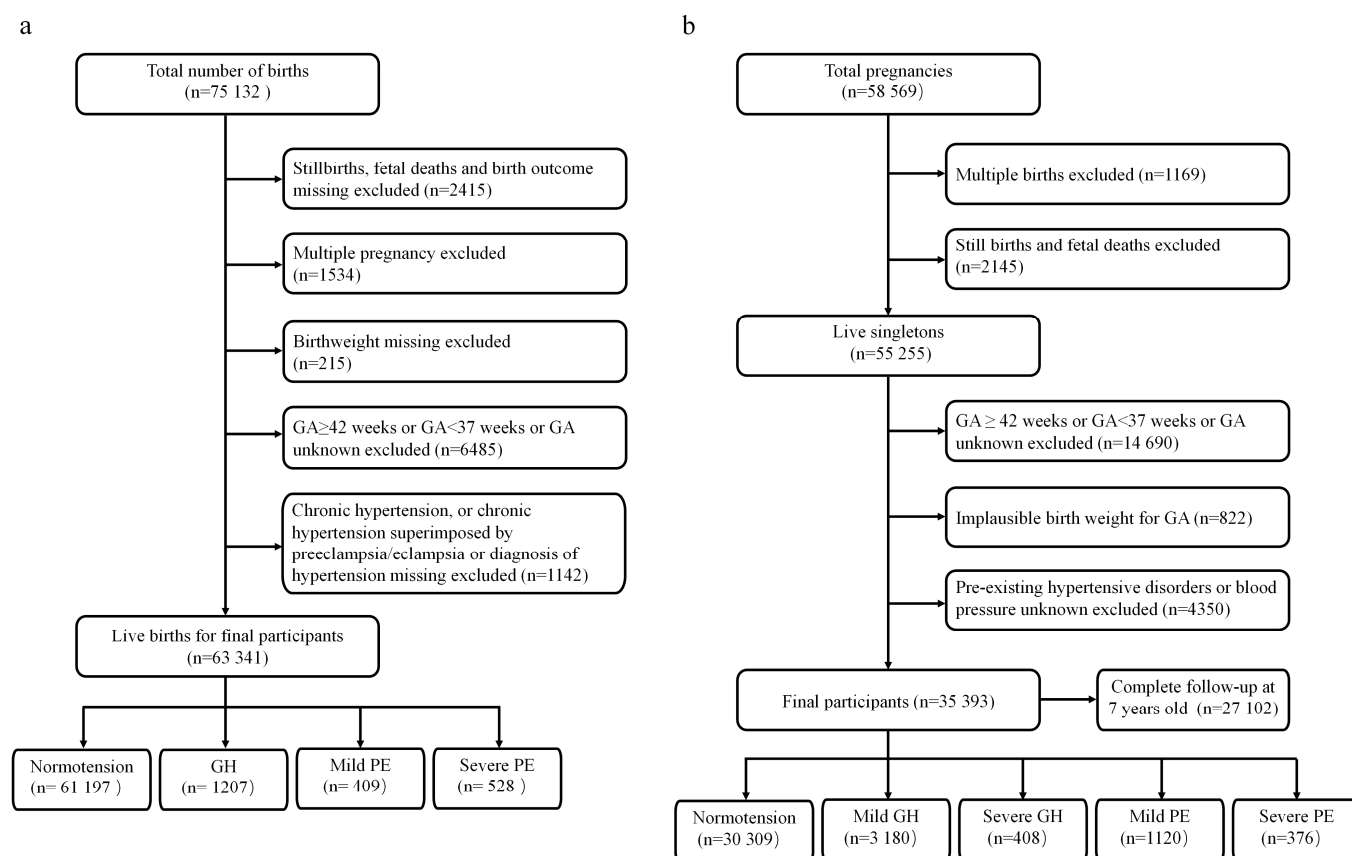 a
Total number of births
(n=75 132 )
Stillbirths, fetal deaths and birth outcome
missing excluded (n=2415)
Multiple pregnancy excluded
(n=1534)
Birthweight missing excluded
(n=215)
GA≥42 weeks or GA<37 weeks or GA
unknown excluded (n=6485)
Chronic hypertension, or chronic
hypertension superimposed by
preeclampsia/eclampsia or diagnosis of
hypertension missing excluded (n=1142)
Live births for final participants
(n=63 341)
Normotension
(n= 61 197 )
GH
(n= 1207)
Mild PE
(n= 409)
Severe PE
(n= 528 )
b
Total pregnancies
(n=58 569)
Multiple births excluded (n=1169)
Still births and fetal deaths excluded
(n=2145)
Live singletons
(n=55 255)
GA ≥ 42 weeks or GA<37 weeks or GA
unknown excluded (n=14 690)
Implausible birth weight for GA (n=822)
Pre-existing hypertensive disorders or blood
pressure unknown excluded (n=4350)
Final participants (n=35 393)
Complete follow-up at
7 years old (n=27 102)
Normotension
(n=30 309)
Mild GH
(n=3 180)
Severe GH
(n=408)
Mild PE
(n=1120)
Severe PE
(n=376)